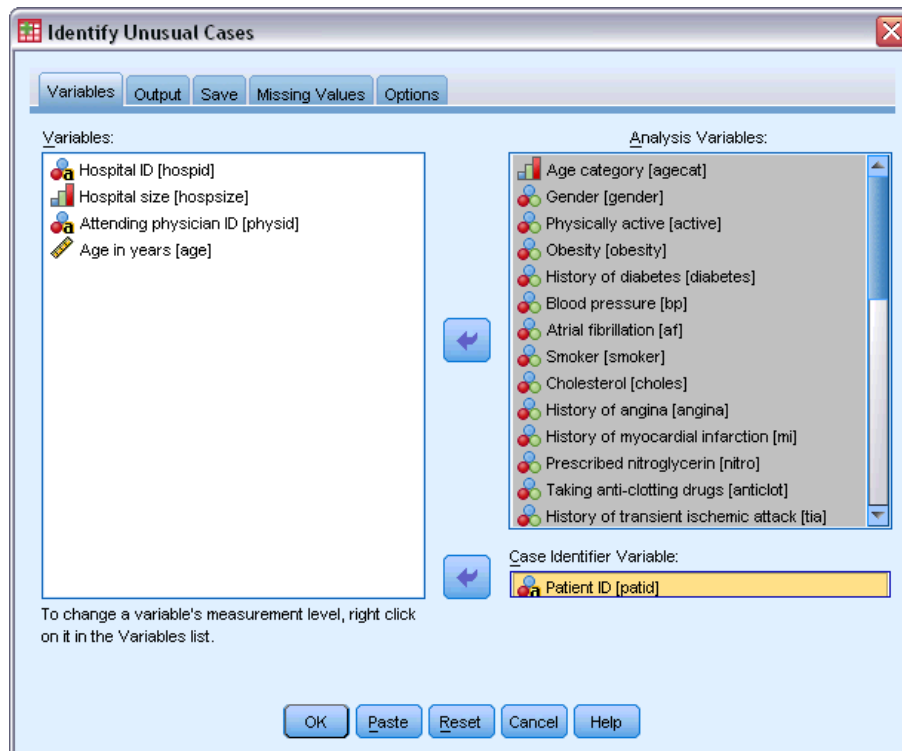 Identify Unusual Cases
Variables Output Save Missing Values Options
Variables:
Hospital ID [hospid]
Hospital size [hospsize]
Attending physician ID [physid]
Age in years [age]
To change a variable's measurement level, right click
on it in the Variables list.
Analysis Variables:
Age category [agecat]
Gender [gender]
Physically active [active]
Obesity [obesity]
History of diabetes [diabetes]
Blood pressure [bp]
Atrial fibrillation [af]
Smoker [smoker]
Cholesterol [choles]
History of angina [angina]
History of myocardial infarction [mi]
Prescribed nitroglycerin [nitro]
Taking anti-clotting drugs [anticlot]
History of transient ischemic attack [tia]
Case Identifier Variable:
Patient ID [patid]
OK Paste Reset Cancel Help